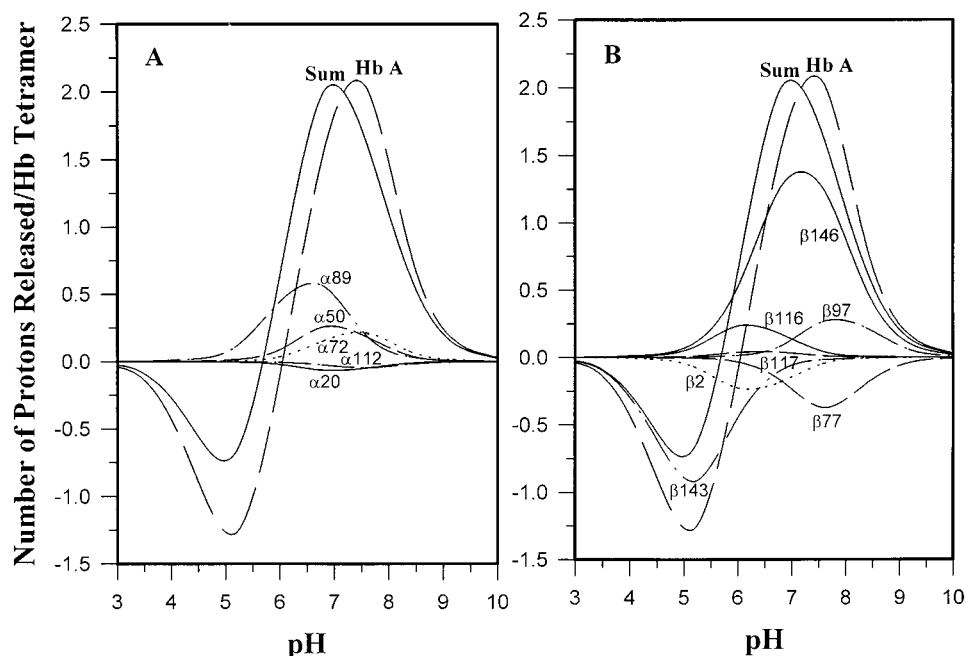 Number of Protons Released/Hb Tetramer
2.5
2.0
1.5
1.0
0.5
0.0
-0.5
-1.0
-1.5
A
Sum
Hb A
α89
α50
α72
α112
α20
3 4 5 6 7 8 9 10
pH
2.5
2.0
1.5
1.0
0.5
0.0
-0.5
-1.0
-1.5
B
Sum
Hb A
β146
β116
β97
β117
β2
β77
β143
3 4 5 6 7 8 9 10
pH